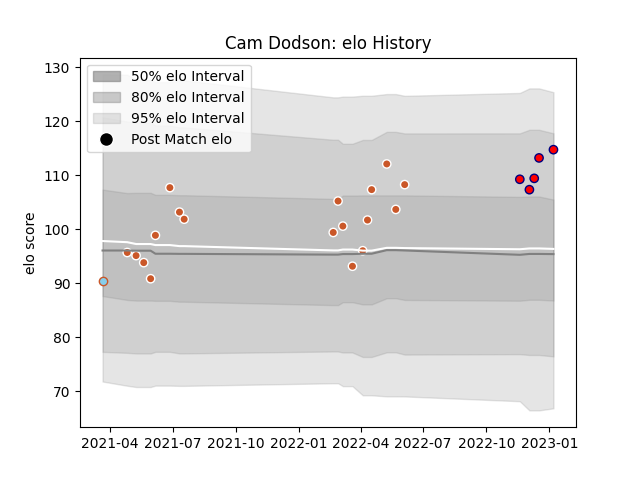 Cam Dodson: elo History
50% elo Interval
80% elo Interval
95% elo Interval
Post Match elo
elo score
130
120
110
100
90
80
70
2021-04 2021-07 2021-10 2022-01 2022-04 2022-07 2022-10 2023-01